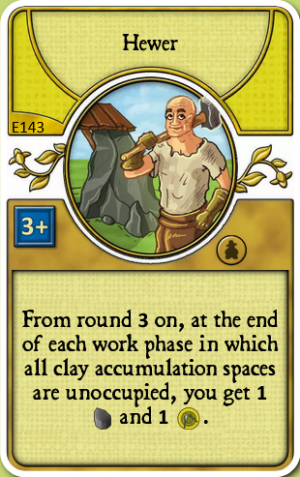 Hewer
E143
3+
From round 3 on, at the end
of each work phase in which
all clay accumulation spaces
are unoccupied, you get 1
and 1 .